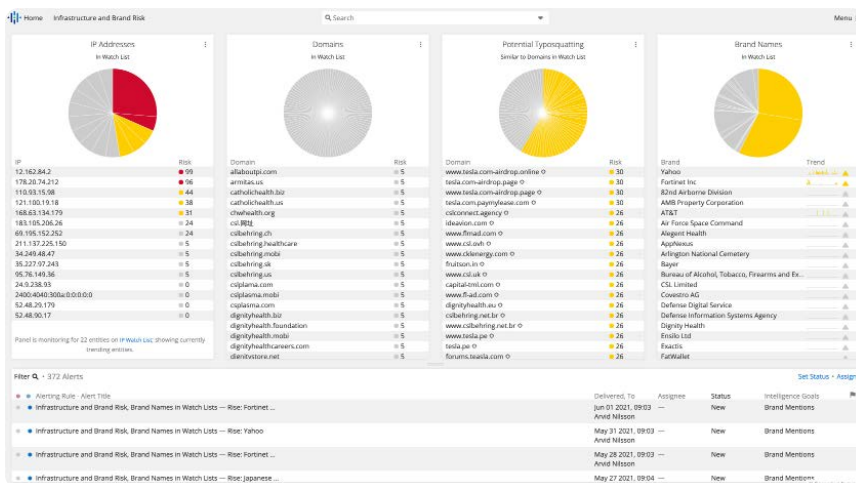 Home Infrastructure and Brand Risk
Search
Menu
IP Addresses
In Watch List
IP Risk
12.162.84.2 99
178.20.74.212 96
110.93.15.98 44
121.100.19.18 38
168.63.134.179 31
183.105.206.26 24
69.195.152.252 24
211.137.225.150 5
34.249.48.47 5
35.227.97.243 5
95.76.149.36 5
24.9.238.93 0
2400:4040:300a:0:0:0:0:0 0
52.48.29.179 0
52.48.90.17 0
Panel is monitoring for 22 entities on IP Watch List; showing currently
trending entities.
Domains
In Watch List
Domain Risk
allaboutpi.com 5
armitas.us 5
catholichealth.biz 5
catholichealth.us 5
chwhealth.org 5
csl.网址 5
cslbehring.ch 5
cslbehring.healthcare 5
cslbehring.mobi 5
cslbehring.sk 5
cslbehring.us 5
cslplama.com 5
cslplasma.mobi 5
csplasma.com 5
dignityhealth.biz 5
dignityhealth.foundation 5
dignityhealth.mobi 5
dignityhealthcareers.com 5
dignitystore.net 5
Potential Typosquatting
Similar to Domains in Watch List
Domain Risk
www.tesla.com-airdrop.online 30
tesla.com-airdrop.page 30
www.tesla.com-airdrop.page 30
tesla.com.paymylease.com 30
cslconnect.agency 26
ideavion.com 26
www.flmad.com 26
www.csl.ovh 26
www.cklenergy.com 26
fruitson.in 26
www.csl.uk 26
capital-tml.com 26
www.fl-ad.com 26
dignityhealth.eu 26
cslbehring.net.br 26
www.cslbehring.net.br 26
www.tesla.pe 26
tesla.pe 26
forums.teasla.com 26
Brand Names
In Watch List
Brand Trend
Yahoo
Fortinet Inc
82nd Airborne Division
AMB Property Corporation
AT&T
Air Force Space Command
Alegent Health
AppNexus
Arlington National Cemetery
Bayer
Bureau of Alcohol, Tobacco, Firearms and Ex...
CSL Limited
Covestro AG
Defense Digital Service
Defense Information Systems Agency
Dignity Health
Ensilo Ltd
Exactis
FatWallet
Filter • 372 Alerts
Set Status • Assign
Alerting Rule - Alert Title Delivered, To Assignee Status Intelligence Goals
Infrastructure and Brand Risk, Brand Names in Watch Lists — Rise: Fortinet ... Jun 01 2021, 09:03 — New Brand Mentions
Arvid Nilsson
Infrastructure and Brand Risk, Brand Names in Watch Lists — Rise: Yahoo May 31 2021, 09:03 — New Brand Mentions
Arvid Nilsson
Infrastructure and Brand Risk, Brand Names in Watch Lists — Rise: Fortinet ... May 28 2021, 09:03 — New Brand Mentions
Arvid Nilsson
Infrastructure and Brand Risk, Brand Names in Watch Lists — Rise: Japanese ... May 27 2021, 09:04 — New Brand Mentions